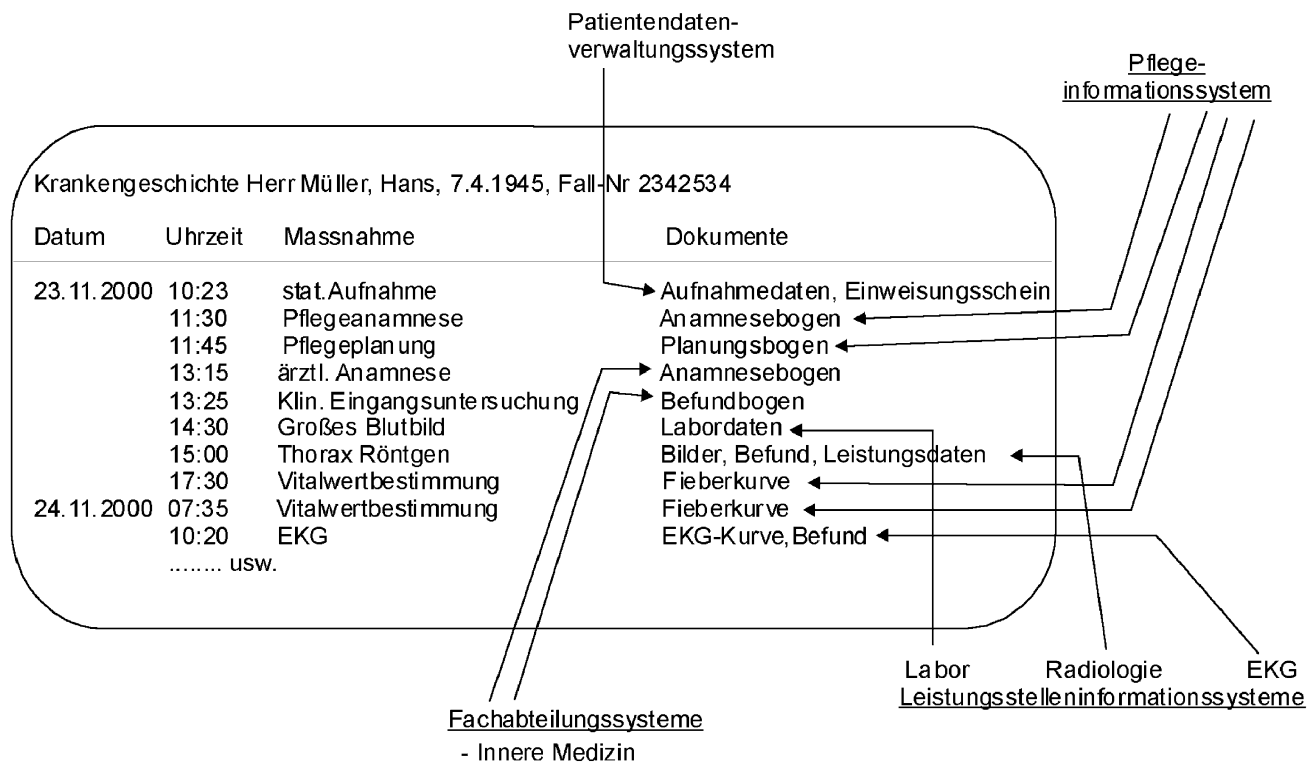 Patientendaten-
verwaltungssystem
Pflege-
informationssystem
Krankengeschichte Herr Müller, Hans, 7.4.1945, Fall-Nr 2342534
Datum Uhrzeit Massnahme Dokumente
23.11.2000 10:23 stat.Aufnahme Aufnahmedaten, Einweisungsschein
11:30 Pflegeanamnese Anamnesebogen
11:45 Pflegeplanung Planungsbogen
13:15 ärztl. Anamnese Anamnesebogen
13:25 Klin. Eingangsuntersuchung Befundbogen
14:30 Großes Blutbild Labordaten
15:00 Thorax Röntgen Bilder, Befund, Leistungsdaten
17:30 Vitalwertbestimmung Fieberkurve
24.11.2000 07:35 Vitalwertbestimmung Fieberkurve
10:20 EKG EKG-Kurve,Befund
........ usw.
Labor Radiologie EKG
Leistungsstelleninformationssysteme
Fachabteilungssysteme
- Innere Medizin